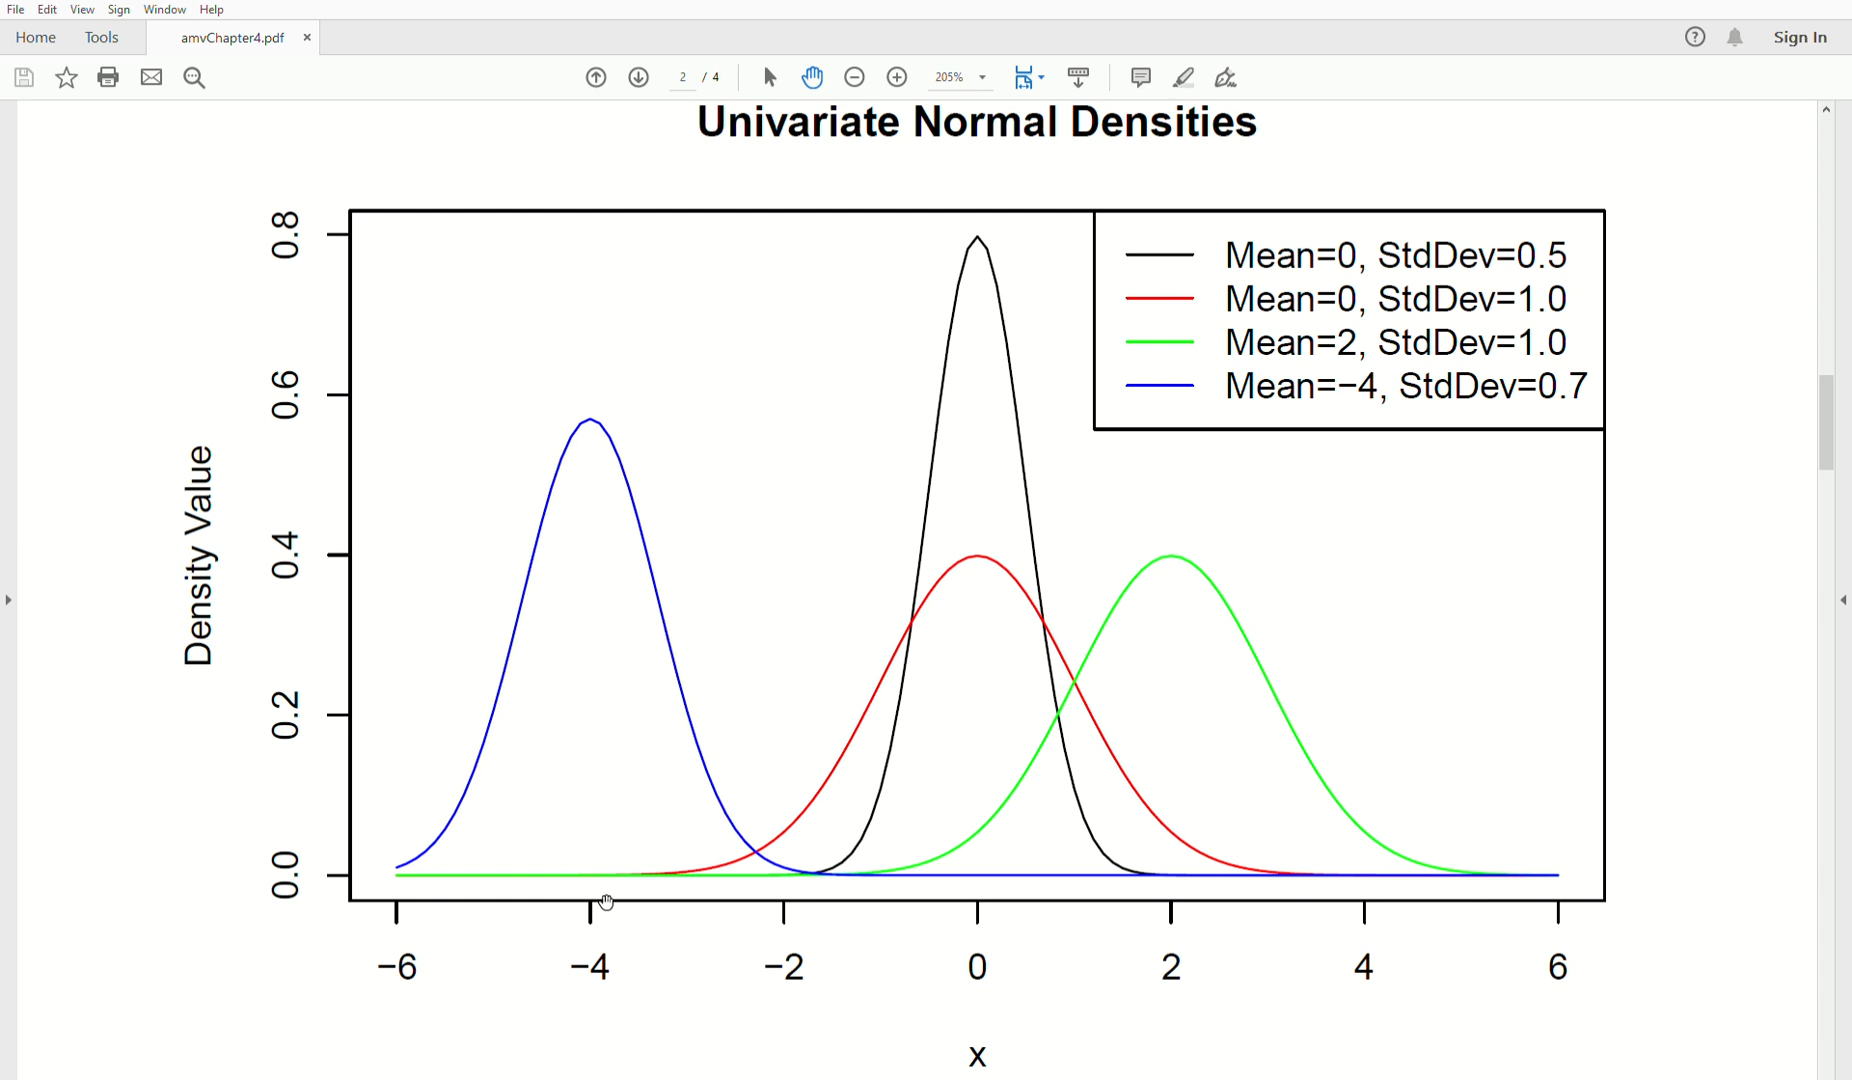 File Edit View Sign Window Help
Home Tools amvChapter4.pdf × ? Sign In
2 / 4 205%
Univariate Normal Densities
Mean=0, StdDev=0.5
Mean=0, StdDev=1.0
Mean=2, StdDev=1.0
Mean=−4, StdDev=0.7
Density Value
0.8
0.6
0.4
0.2
0.0
−6 −4 −2 0 2 4 6
x